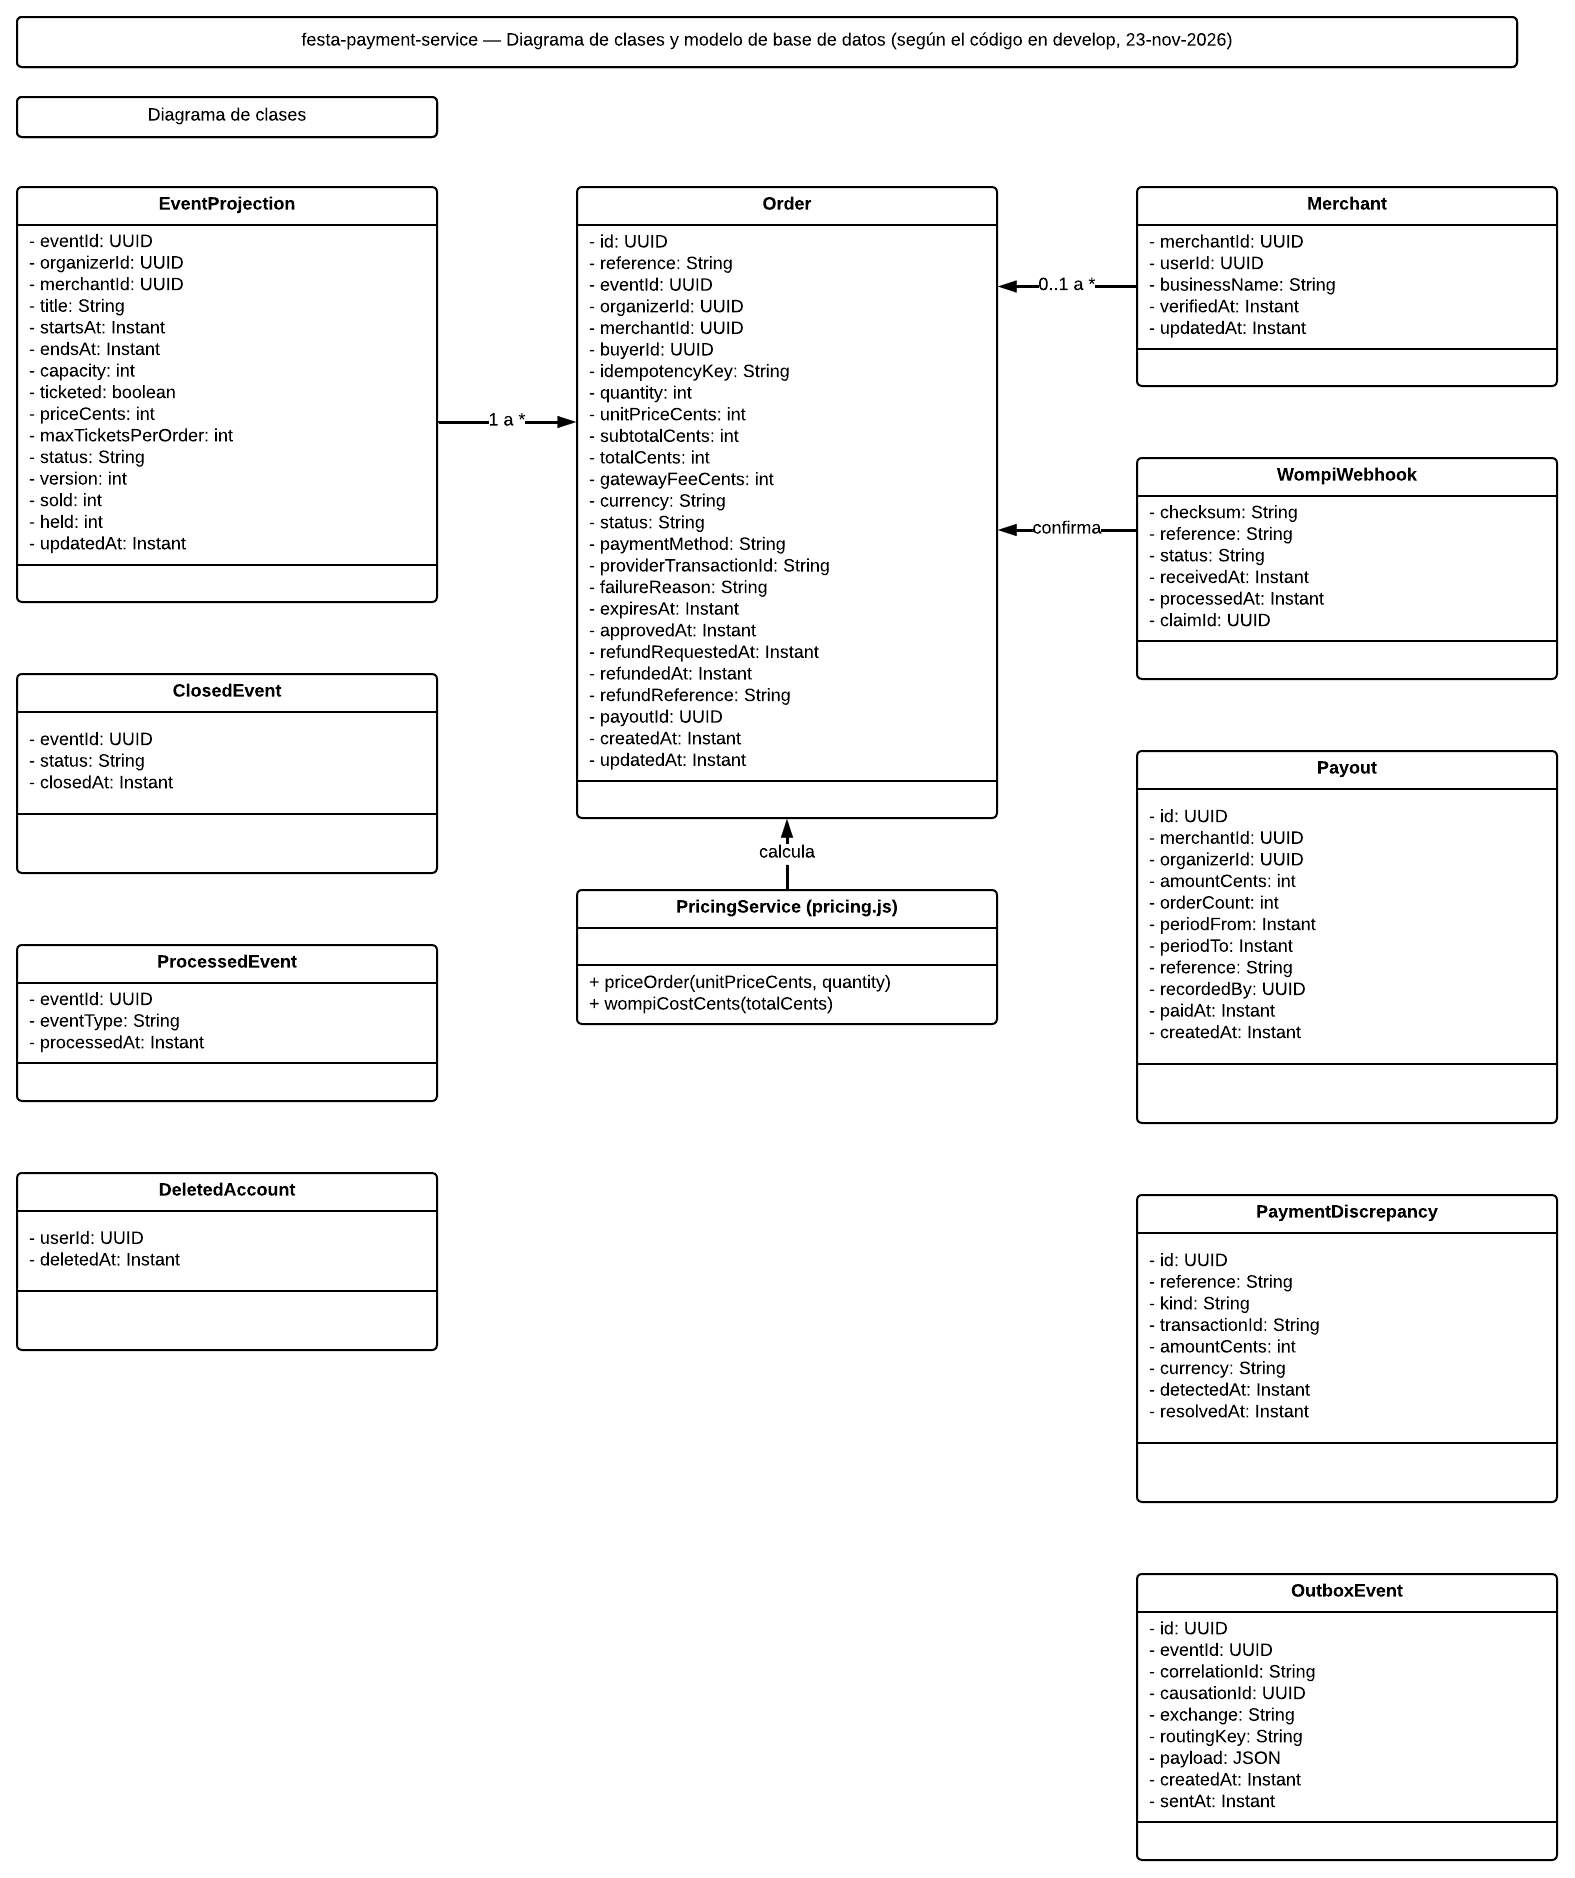 festa-payment-service — Diagrama de clases y modelo de base de datos (según el código en develop, 23-nov-2026)
Diagrama de clases
EventProjection
- eventId: UUID
- organizerId: UUID
- merchantId: UUID
- title: String
- startsAt: Instant
- endsAt: Instant
- capacity: int
- ticketed: boolean
- priceCents: int
- maxTicketsPerOrder: int
- status: String
- version: int
- sold: int
- held: int
- updatedAt: Instant
1 a *
ClosedEvent
- eventId: UUID
- status: String
- closedAt: Instant
ProcessedEvent
- eventId: UUID
- eventType: String
- processedAt: Instant
DeletedAccount
- userId: UUID
- deletedAt: Instant
Order
- id: UUID
- reference: String
- eventId: UUID
- organizerId: UUID
- merchantId: UUID
- buyerId: UUID
- idempotencyKey: String
- quantity: int
- unitPriceCents: int
- subtotalCents: int
- totalCents: int
- gatewayFeeCents: int
- currency: String
- status: String
- paymentMethod: String
- providerTransactionId: String
- failureReason: String
- expiresAt: Instant
- approvedAt: Instant
- refundRequestedAt: Instant
- refundedAt: Instant
- refundReference: String
- payoutId: UUID
- createdAt: Instant
- updatedAt: Instant
calcula
PricingService (pricing.js)
+ priceOrder(unitPriceCents, quantity)
+ wompiCostCents(totalCents)
0..1 a *
confirma
Merchant
- merchantId: UUID
- userId: UUID
- businessName: String
- verifiedAt: Instant
- updatedAt: Instant
WompiWebhook
- checksum: String
- reference: String
- status: String
- receivedAt: Instant
- processedAt: Instant
- claimId: UUID
Payout
- id: UUID
- merchantId: UUID
- organizerId: UUID
- amountCents: int
- orderCount: int
- periodFrom: Instant
- periodTo: Instant
- reference: String
- recordedBy: UUID
- paidAt: Instant
- createdAt: Instant
PaymentDiscrepancy
- id: UUID
- reference: String
- kind: String
- transactionId: String
- amountCents: int
- currency: String
- detectedAt: Instant
- resolvedAt: Instant
OutboxEvent
- id: UUID
- eventId: UUID
- correlationId: String
- causationId: UUID
- exchange: String
- routingKey: String
- payload: JSON
- createdAt: Instant
- sentAt: Instant